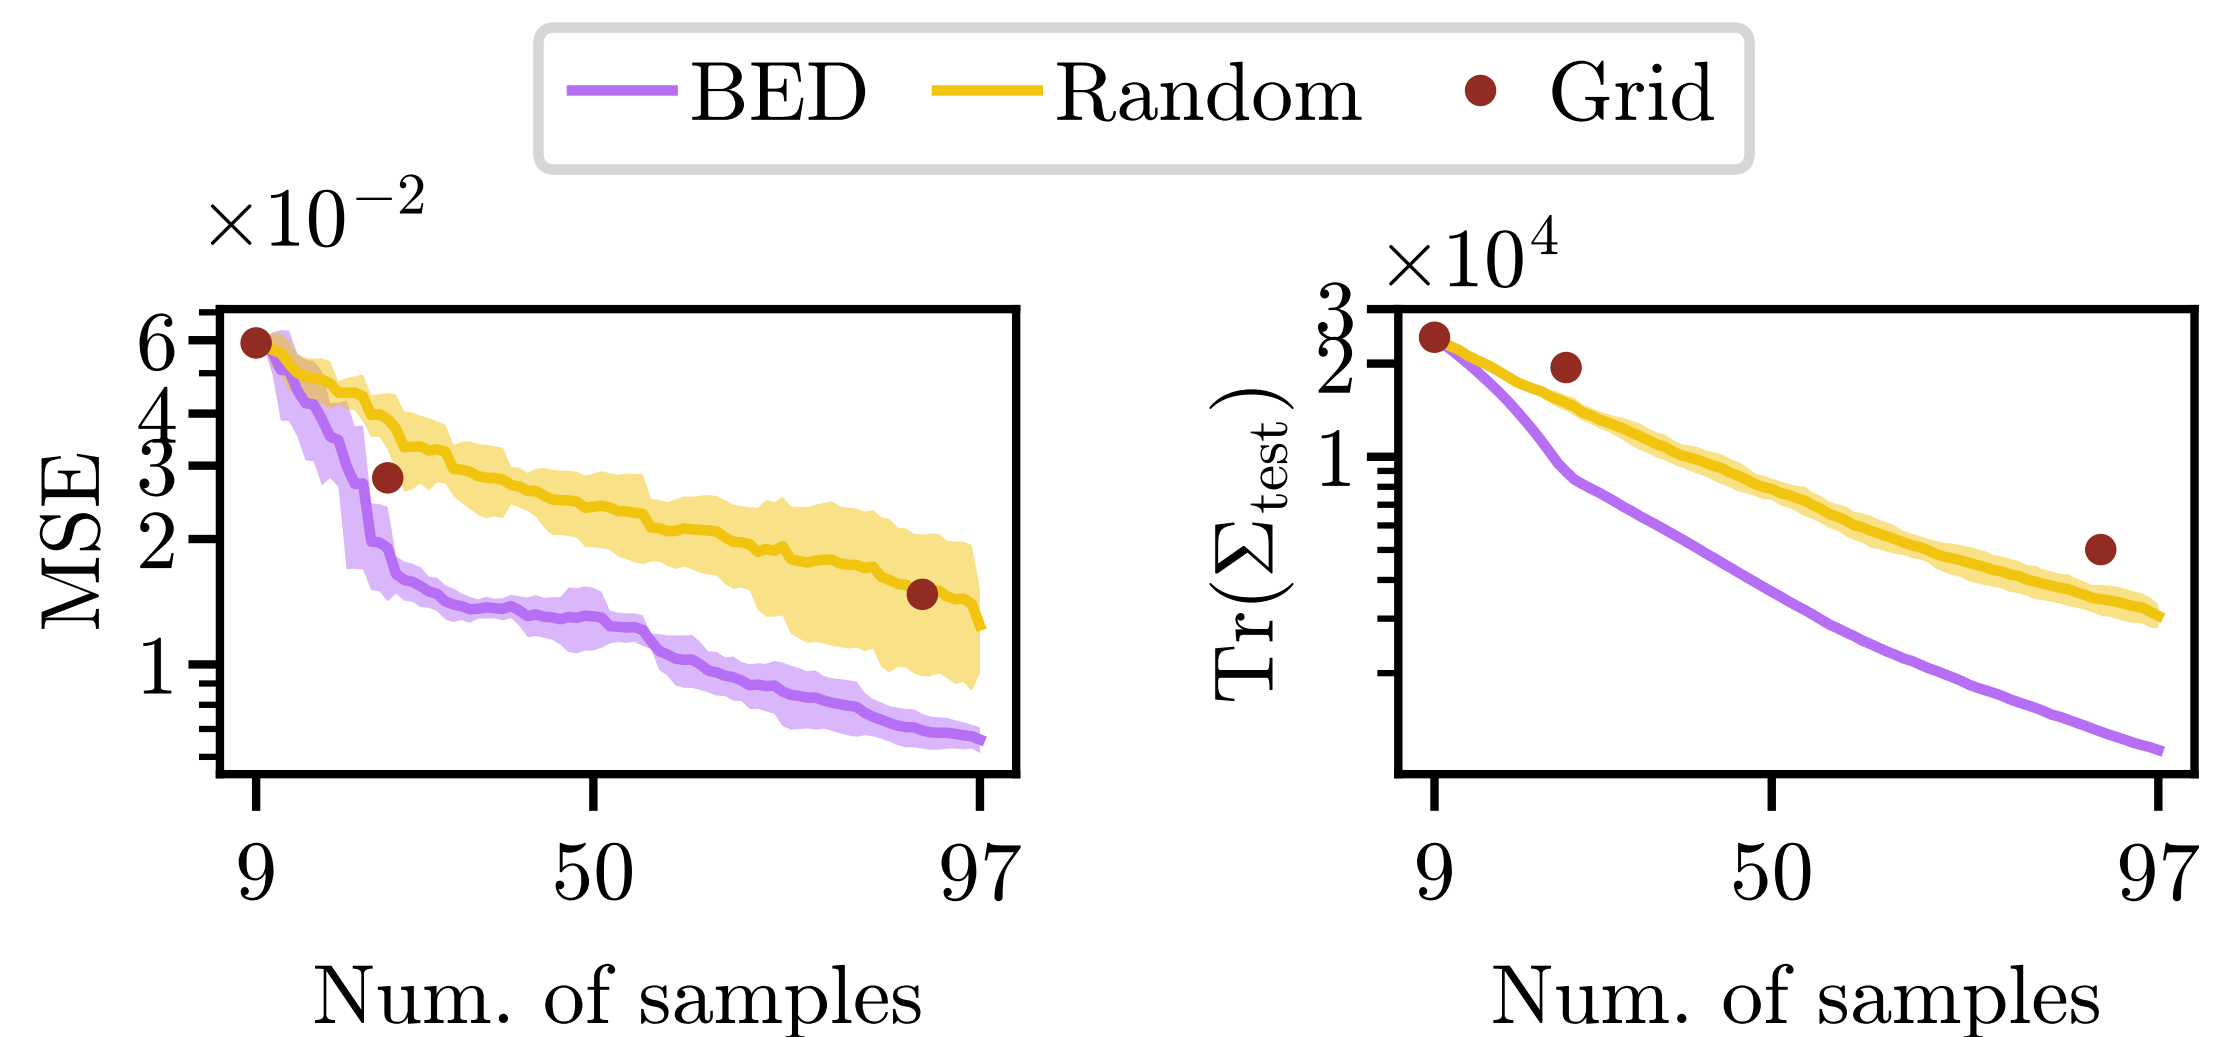 BED Random Grid
×10⁻²
6
4
3
2
1
MSE
9 50 97
Num. of samples
×10⁴
3
2
1
Tr(Σ_test)
9 50 97
Num. of samples